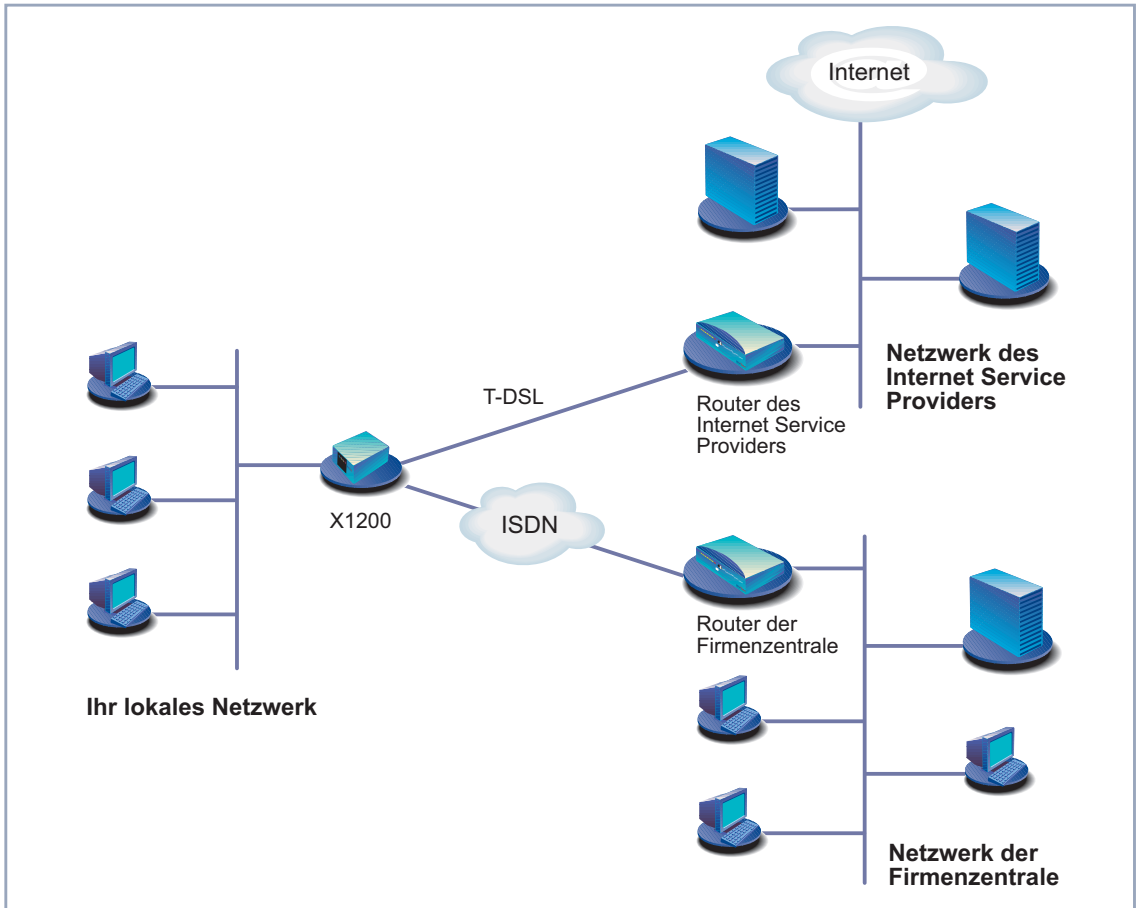 Internet
Netzwerk des
Internet Service
Providers
T-DSL
Router des
Internet Service
Providers
X1200
ISDN
Router der
Firmenzentrale
Ihr lokales Netzwerk
Netzwerk der
Firmenzentrale